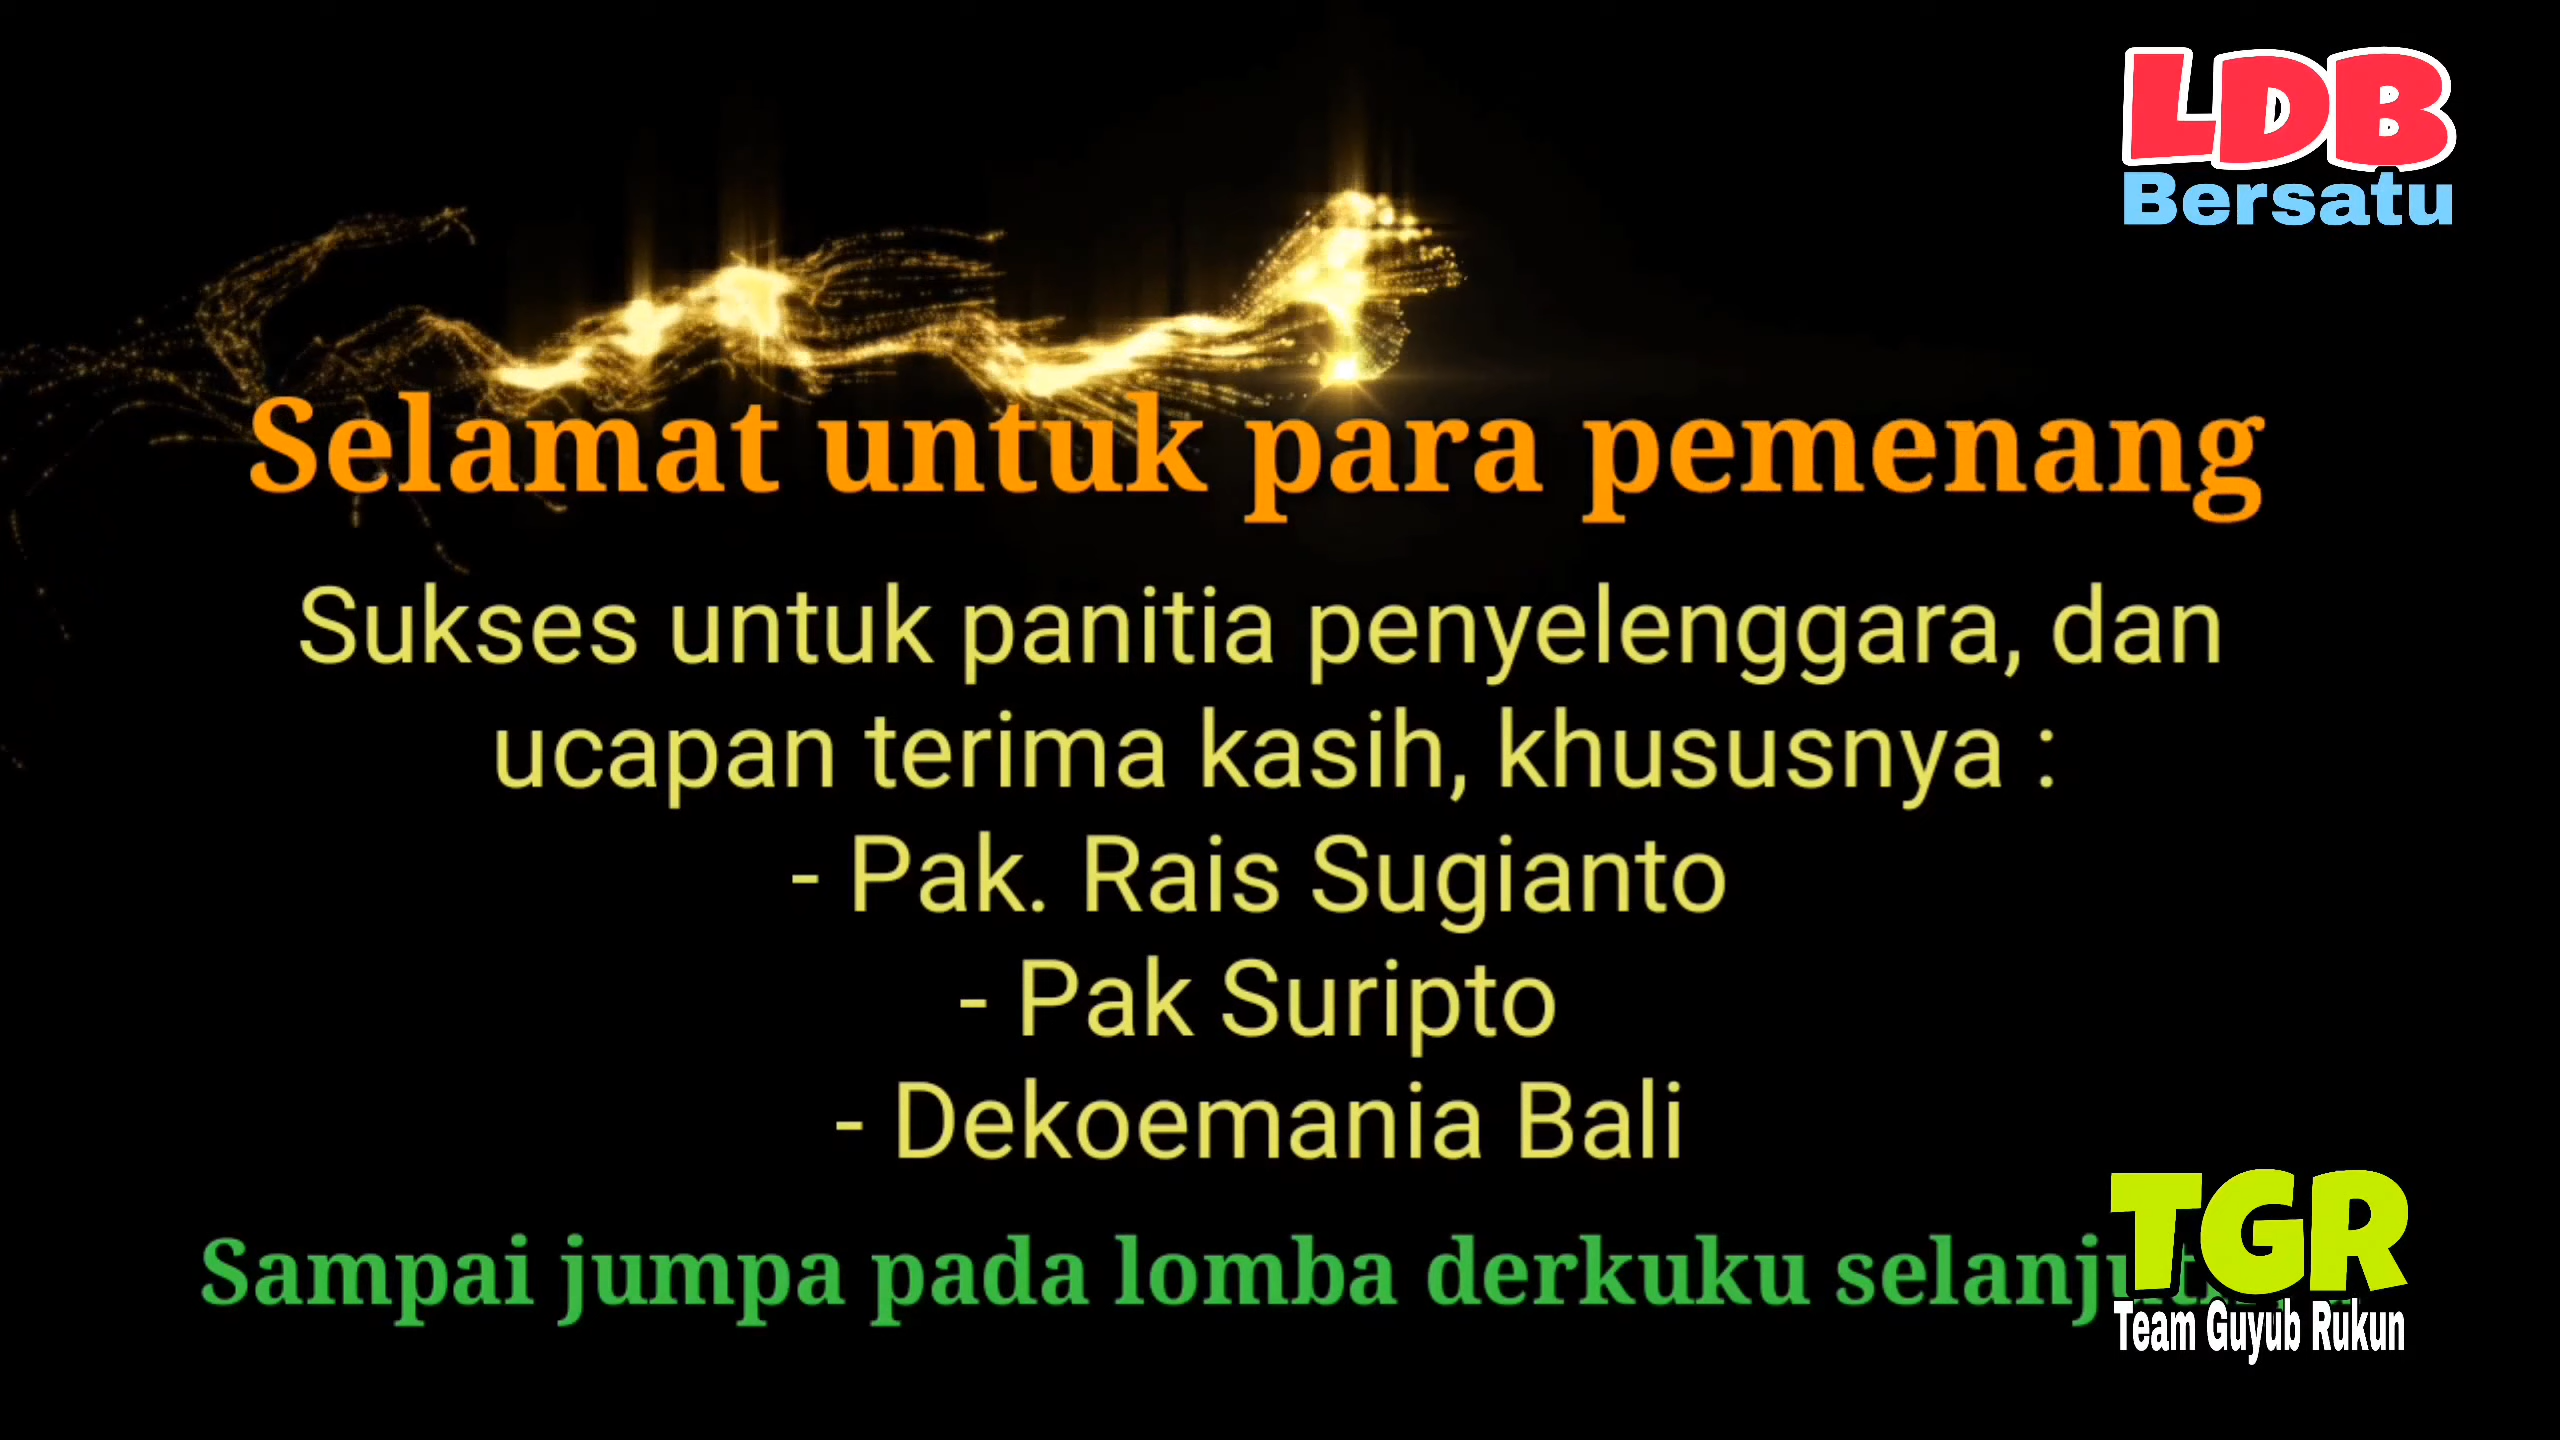 LDB
Bersatu
Selamat untuk para pemenang
Sukses untuk panitia penyelenggara, dan
ucapan terima kasih, khususnya :
- Pak. Rais Sugianto
- Pak Suripto
- Dekoemania Bali
Sampai jumpa pada lomba derkuku
TGR
Team Guyub Rukun